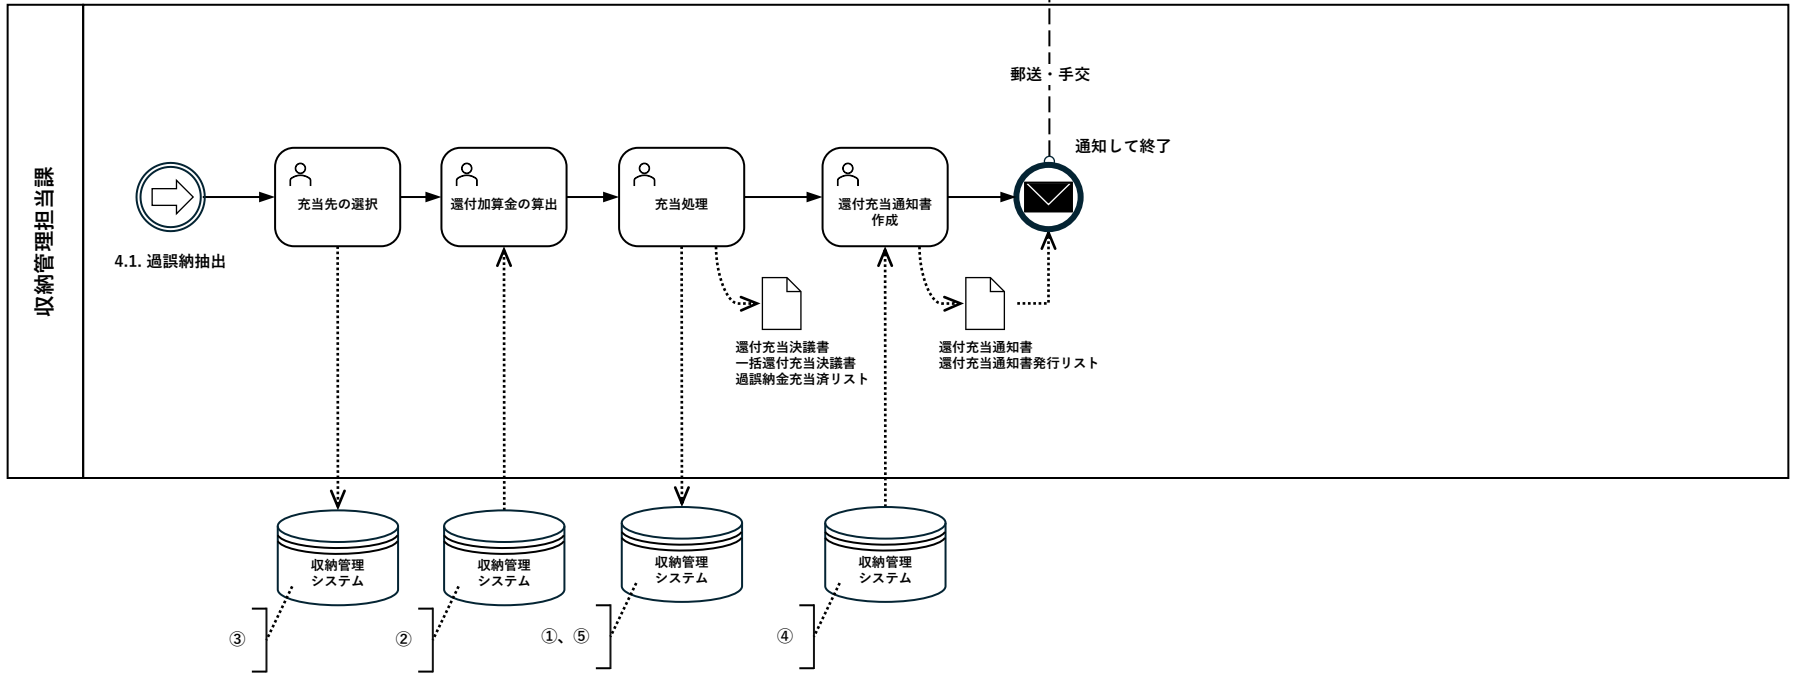 郵送・手交
通知して終了
収納管理担当課
充当先の選択
還付加算金の算出
充当処理
還付充当通知書
作成
4.1. 過誤納抽出
還付充当決議書
一括還付充当決議書
過誤納金充当済リスト
還付充当通知書
還付充当通知書発行リスト
収納管理
システム
収納管理
システム
収納管理
システム
収納管理
システム
③
②
①、⑤
④